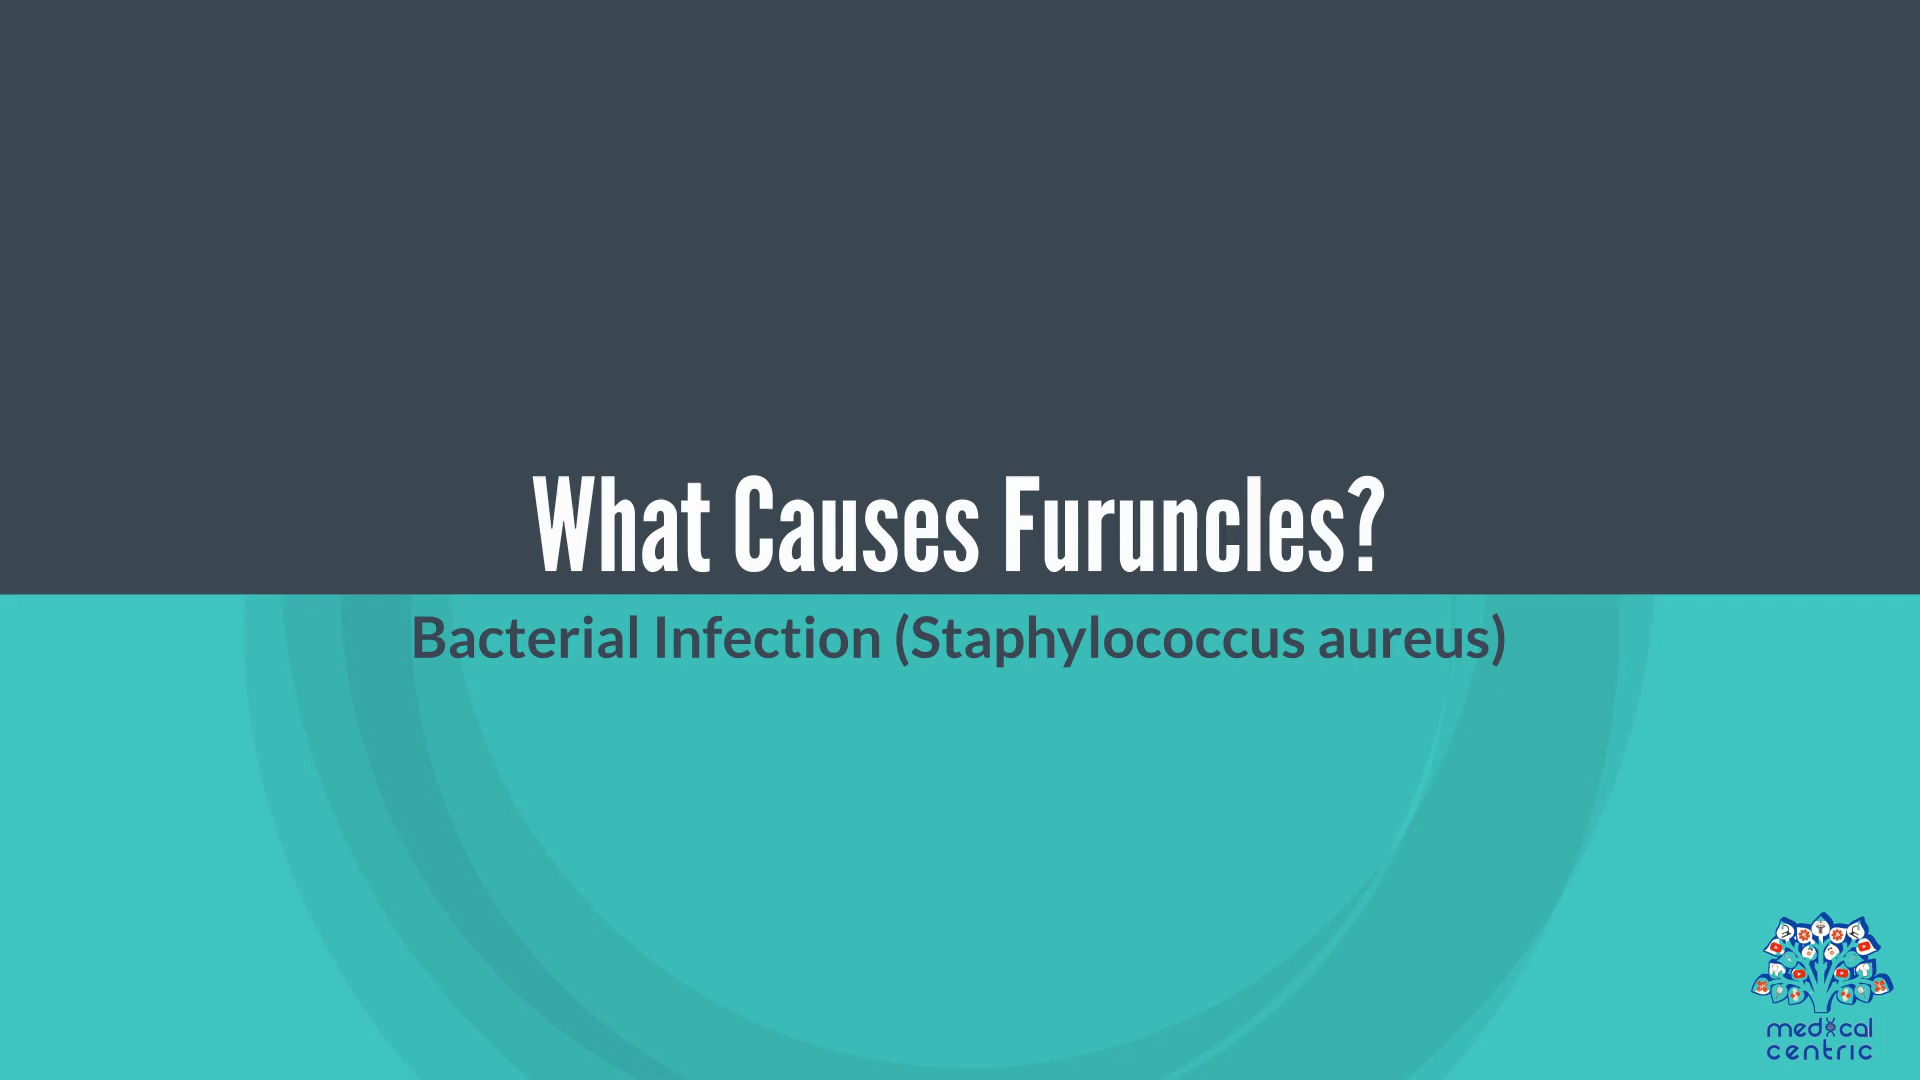 What Causes Furuncles?
Bacterial Infection (Staphylococcus aureus)
medical
centric